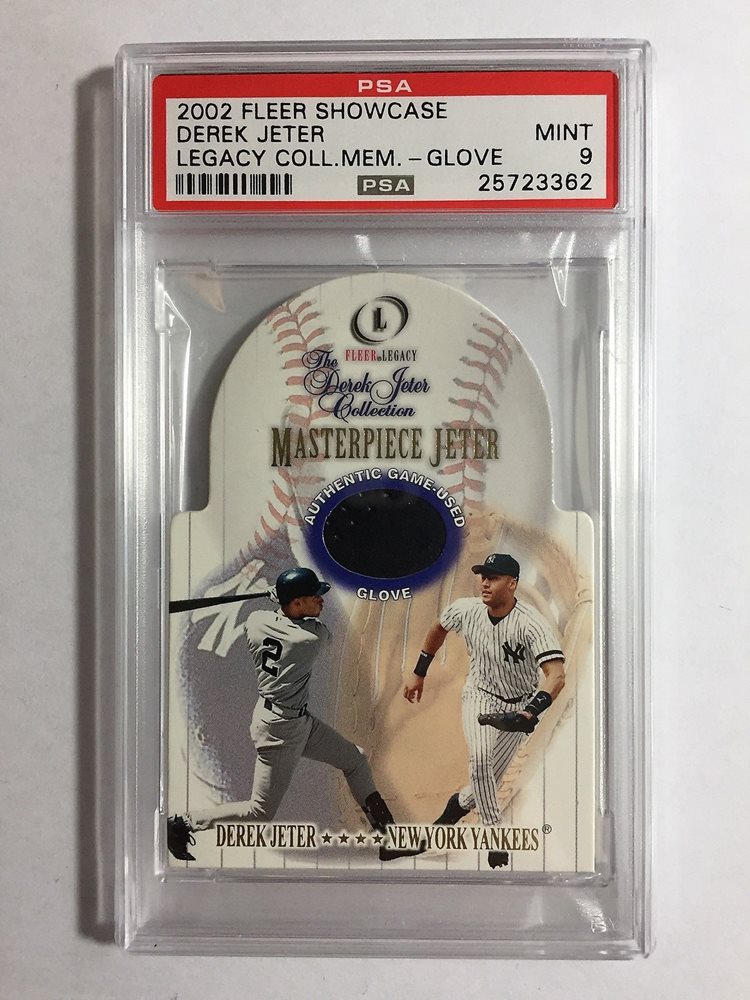 PSA
2002 FLEER SHOWCASE
DEREK JETER MINT
LEGACY COLL.MEM. - GLOVE 9
PSA 25723362
L
FLEER LEGACY
The
Derek Jeter
Collection
MASTERPIECE JETER
AUTHENTIC GAME-USED
GLOVE
2
NY
DEREK JETER ★★★★ NEW YORK YANKEES®